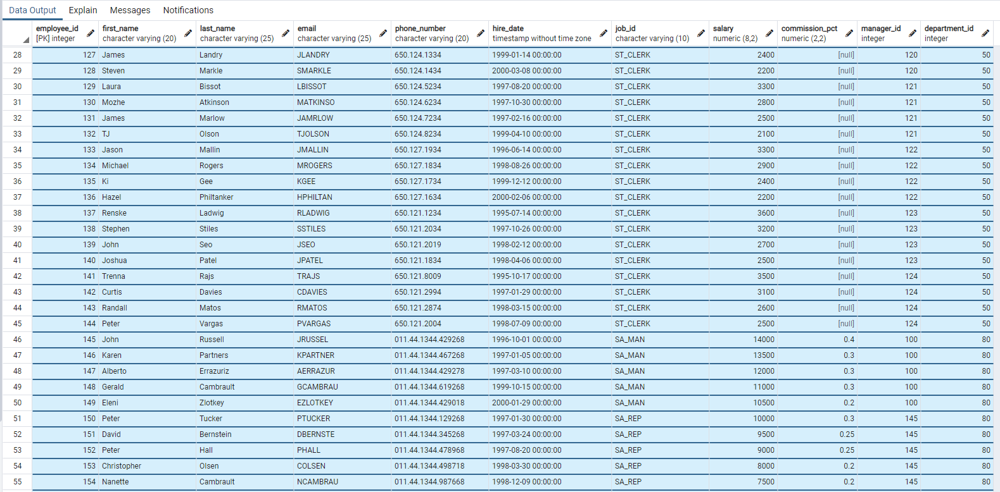 Data Output Explain Messages Notifications
employee_id first_name last_name email phone_number hire_date job_id salary commission_pct manager_id department_id
[PK] integer character varying (20) character varying (25) character varying (25) character varying (20) timestamp without time zone character varying (10) numeric (8,2) numeric (2,2) integer integer
28 127 James Landry JLANDRY 650.124.1334 1999-01-14 00:00:00 ST_CLERK 2400 [null] 120 50
29 128 Steven Markle SMARKLE 650.124.1434 2000-03-08 00:00:00 ST_CLERK 2200 [null] 120 50
30 129 Laura Bissot LBISSOT 650.124.5234 1997-08-20 00:00:00 ST_CLERK 3300 [null] 121 50
31 130 Mozhe Atkinson MATKINSO 650.124.6234 1997-10-30 00:00:00 ST_CLERK 2800 [null] 121 50
32 131 James Marlow JAMRLOW 650.124.7234 1997-02-16 00:00:00 ST_CLERK 2500 [null] 121 50
33 132 TJ Olson TJOLSON 650.124.8234 1999-04-10 00:00:00 ST_CLERK 2100 [null] 121 50
34 133 Jason Mallin JMALLIN 650.127.1934 1996-06-14 00:00:00 ST_CLERK 3300 [null] 122 50
35 134 Michael Rogers MROGERS 650.127.1834 1998-08-26 00:00:00 ST_CLERK 2900 [null] 122 50
36 135 Ki Gee KGEE 650.127.1734 1999-12-12 00:00:00 ST_CLERK 2400 [null] 122 50
37 136 Hazel Philtanker HPHILTAN 650.127.1634 2000-02-06 00:00:00 ST_CLERK 2200 [null] 122 50
38 137 Renske Ladwig RLADWIG 650.121.1234 1995-07-14 00:00:00 ST_CLERK 3600 [null] 123 50
39 138 Stephen Stiles SSTILES 650.121.2034 1997-10-26 00:00:00 ST_CLERK 3200 [null] 123 50
40 139 John Seo JSEO 650.121.2019 1998-02-12 00:00:00 ST_CLERK 2700 [null] 123 50
41 140 Joshua Patel JPATEL 650.121.1834 1998-04-06 00:00:00 ST_CLERK 2500 [null] 123 50
42 141 Trenna Rajs TRAJS 650.121.8009 1995-10-17 00:00:00 ST_CLERK 3500 [null] 124 50
43 142 Curtis Davies CDAVIES 650.121.2994 1997-01-29 00:00:00 ST_CLERK 3100 [null] 124 50
44 143 Randall Matos RMATOS 650.121.2874 1998-03-15 00:00:00 ST_CLERK 2600 [null] 124 50
45 144 Peter Vargas PVARGAS 650.121.2004 1998-07-09 00:00:00 ST_CLERK 2500 [null] 124 50
46 145 John Russell JRUSSEL 011.44.1344.429268 1996-10-01 00:00:00 SA_MAN 14000 0.4 100 80
47 146 Karen Partners KPARTNER 011.44.1344.467268 1997-01-05 00:00:00 SA_MAN 13500 0.3 100 80
48 147 Alberto Errazuriz AERRAZUR 011.44.1344.429278 1997-03-10 00:00:00 SA_MAN 12000 0.3 100 80
49 148 Gerald Cambrault GCAMBRAU 011.44.1344.619268 1999-10-15 00:00:00 SA_MAN 11000 0.3 100 80
50 149 Eleni Zlotkey EZLOTKEY 011.44.1344.429018 2000-01-29 00:00:00 SA_MAN 10500 0.2 100 80
51 150 Peter Tucker PTUCKER 011.44.1344.129268 1997-01-30 00:00:00 SA_REP 10000 0.3 145 80
52 151 David Bernstein DBERNSTE 011.44.1344.345268 1997-03-24 00:00:00 SA_REP 9500 0.25 145 80
53 152 Peter Hall PHALL 011.44.1344.478968 1997-08-20 00:00:00 SA_REP 9000 0.25 145 80
54 153 Christopher Olsen COLSEN 011.44.1344.498718 1998-03-30 00:00:00 SA_REP 8000 0.2 145 80
55 154 Nanette Cambrault NCAMBRAU 011.44.1344.987668 1998-12-09 00:00:00 SA_REP 7500 0.2 145 80